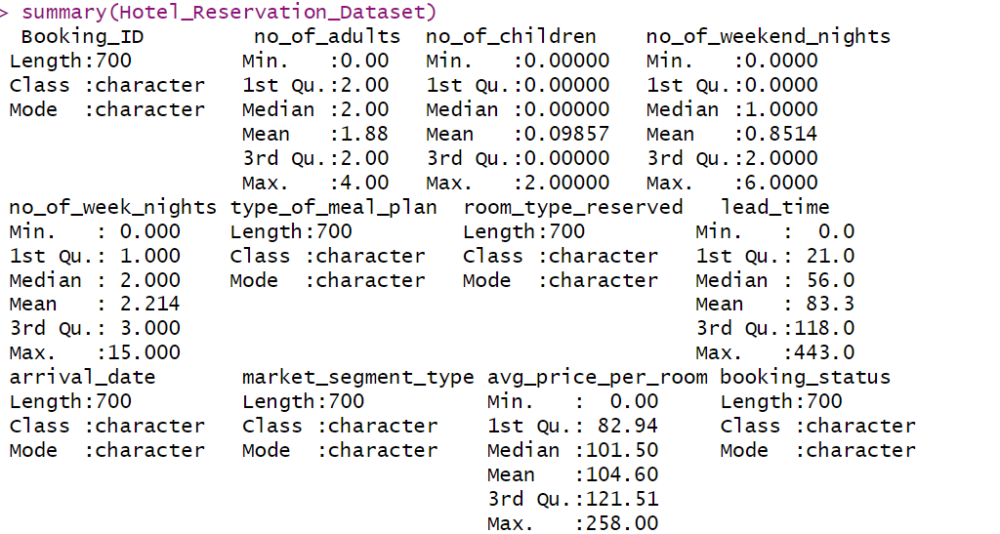 > summary(Hotel_Reservation_Dataset)
Booking_ID no_of_adults no_of_children no_of_weekend_nights
Length:700 Min. :0.00 Min. :0.00000 Min. :0.0000
Class :character 1st Qu.:2.00 1st Qu.:0.00000 1st Qu.:0.0000
Mode :character Median :2.00 Median :0.00000 Median :1.0000
Mean :1.88 Mean :0.09857 Mean :0.8514
3rd Qu.:2.00 3rd Qu.:0.00000 3rd Qu.:2.0000
Max. :4.00 Max. :2.00000 Max. :6.0000
no_of_week_nights type_of_meal_plan room_type_reserved lead_time
Min. : 0.000 Length:700 Length:700 Min. : 0.0
1st Qu.: 1.000 Class :character Class :character 1st Qu.: 21.0
Median : 2.000 Mode :character Mode :character Median : 56.0
Mean : 2.214 Mean : 83.3
3rd Qu.: 3.000 3rd Qu.:118.0
Max. :15.000 Max. :443.0
arrival_date market_segment_type avg_price_per_room booking_status
Length:700 Length:700 Min. : 0.00 Length:700
Class :character Class :character 1st Qu.: 82.94 Class :character
Mode :character Mode :character Median :101.50 Mode :character
Mean :104.60
3rd Qu.:121.51
Max. :258.00